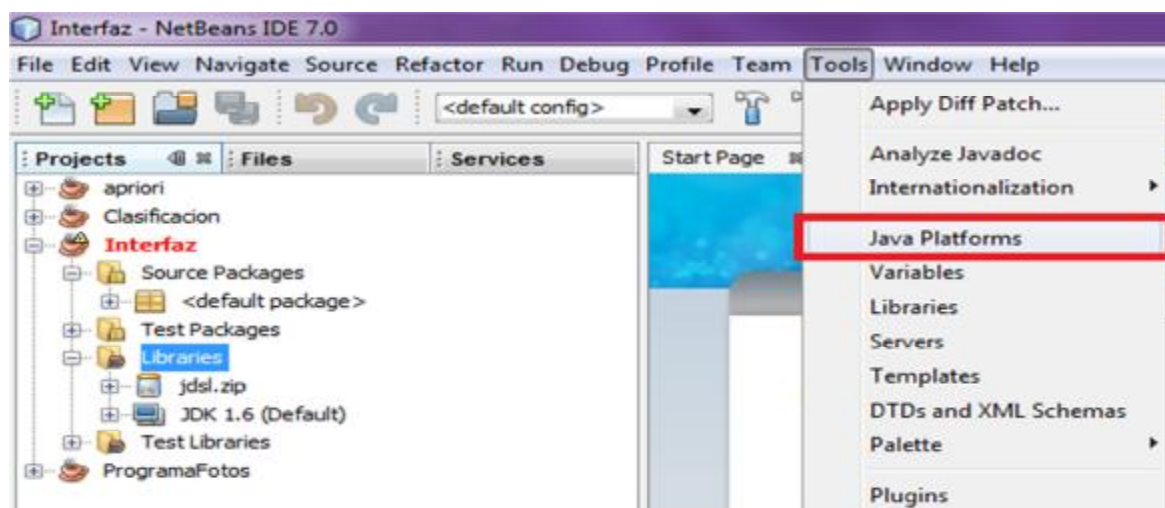 Interfaz - NetBeans IDE 7.0
File Edit View Navigate Source Refactor Run Debug Profile Team Tools Window Help
<default config>
Projects Files Services
Start Page
apriori
Clasificacion
Interfaz
Source Packages
<default package>
Test Packages
Libraries
jdsl.zip
JDK 1.6 (Default)
Test Libraries
ProgramaFotos
Apply Diff Patch...
Analyze Javadoc
Internationalization
Java Platforms
Variables
Libraries
Servers
Templates
DTDs and XML Schemas
Palette
Plugins